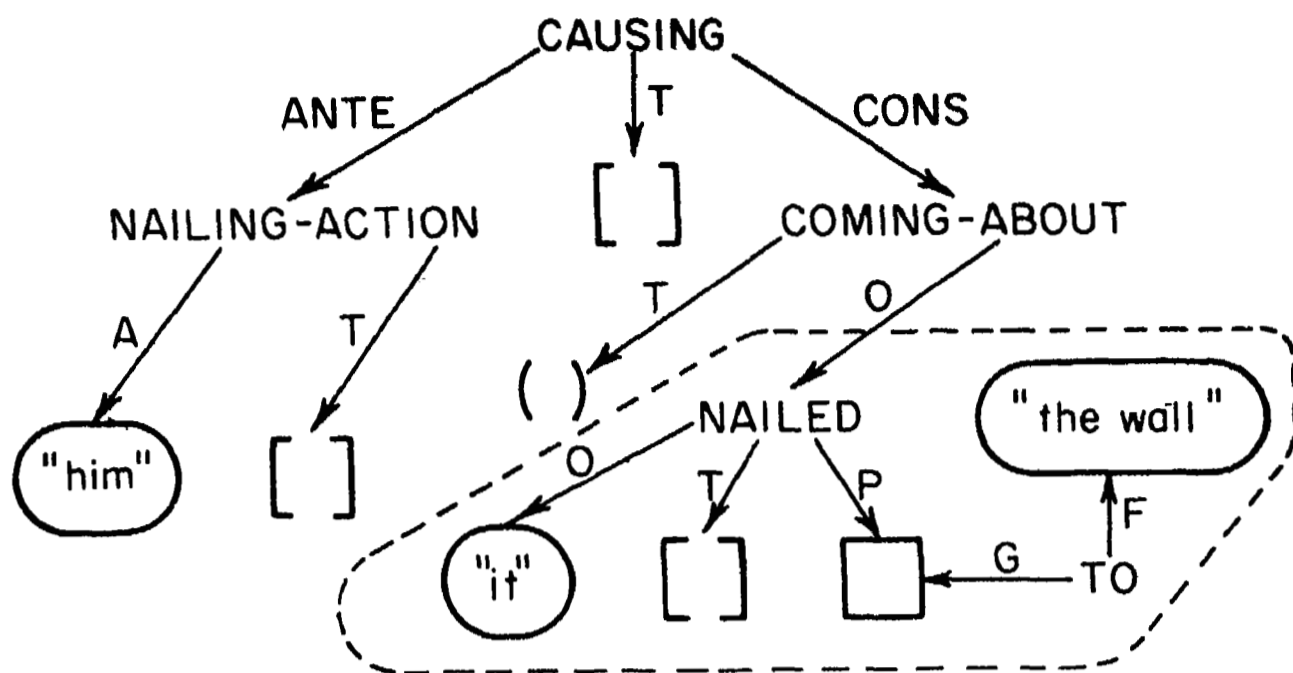 CAUSING
ANTE T CONS
[ ]
NAILING-ACTION COMING-ABOUT
A T T O
( )
"him" [ ] NAILED "the wall"
O T P F
"it" [ ] G TO